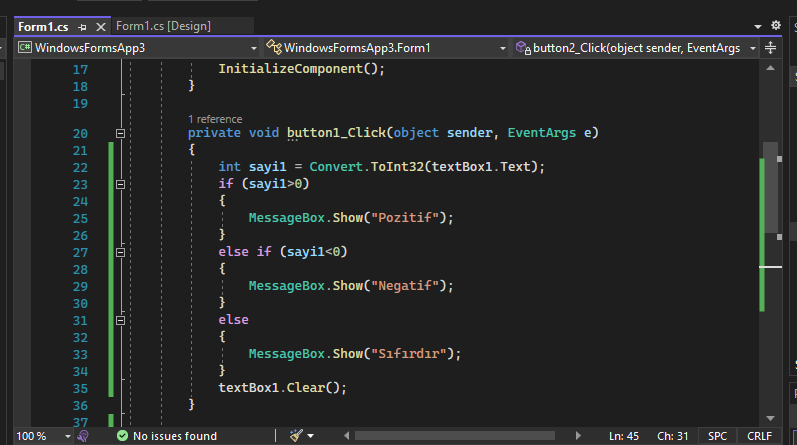 Form1.cs Form1.cs [Design]
WindowsFormsApp3 WindowsFormsApp3.Form1 button2_Click(object sender, EventArgs
17 InitializeComponent();
18 }
19
1 reference
20 private void button1_Click(object sender, EventArgs e)
21 {
22 int sayi1 = Convert.ToInt32(textBox1.Text);
23 if (sayi1>0)
24 {
25 MessageBox.Show("Pozitif");
26 }
27 else if (sayi1<0)
28 {
29 MessageBox.Show("Negatif");
30 }
31 else
32 {
33 MessageBox.Show("Sıfırdır");
34 }
35 textBox1.Clear();
36 }
37
100 % No issues found Ln: 45 Ch: 31 SPC CRLF